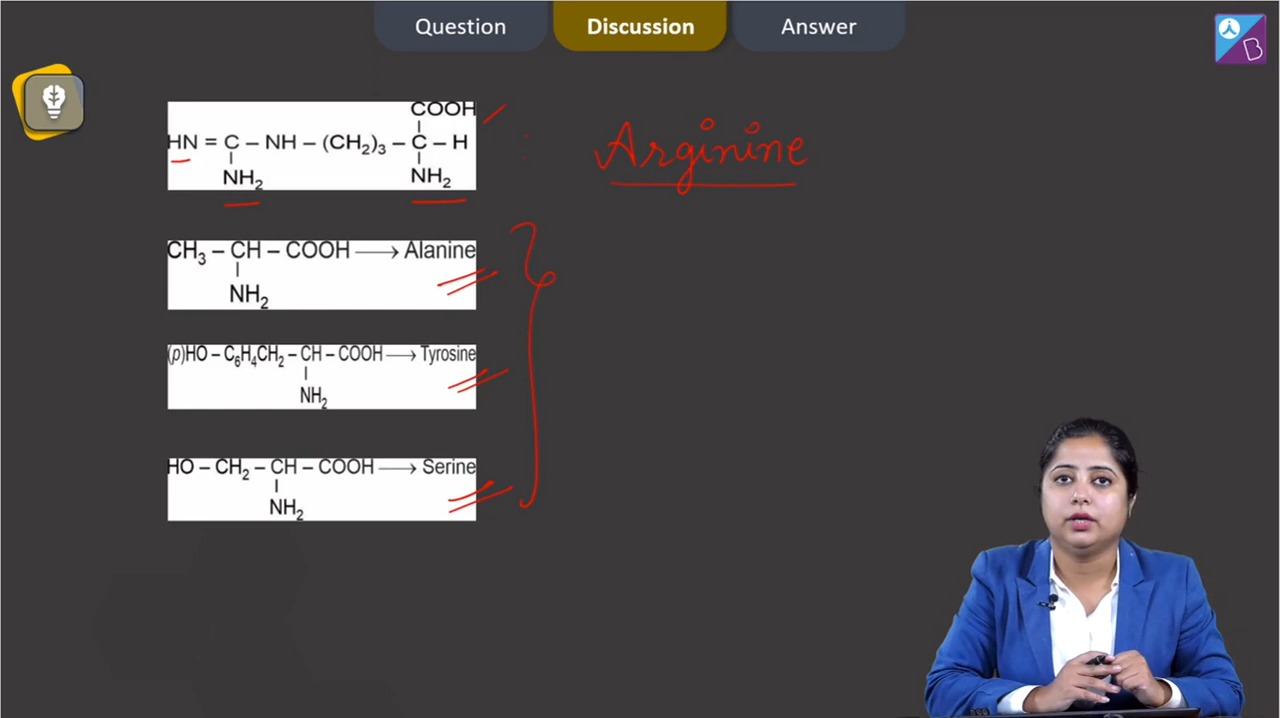 Question
Discussion
Answer
B
COOH
HN = C – NH – (CH₂)₃ – C – H
NH₂
NH₂
: Arginine
CH₃ – CH – COOH ⟶ Alanine
NH₂
(p)HO – C₆H₄CH₂ – CH – COOH ⟶ Tyrosine
NH₂
HO – CH₂ – CH – COOH ⟶ Serine
NH₂